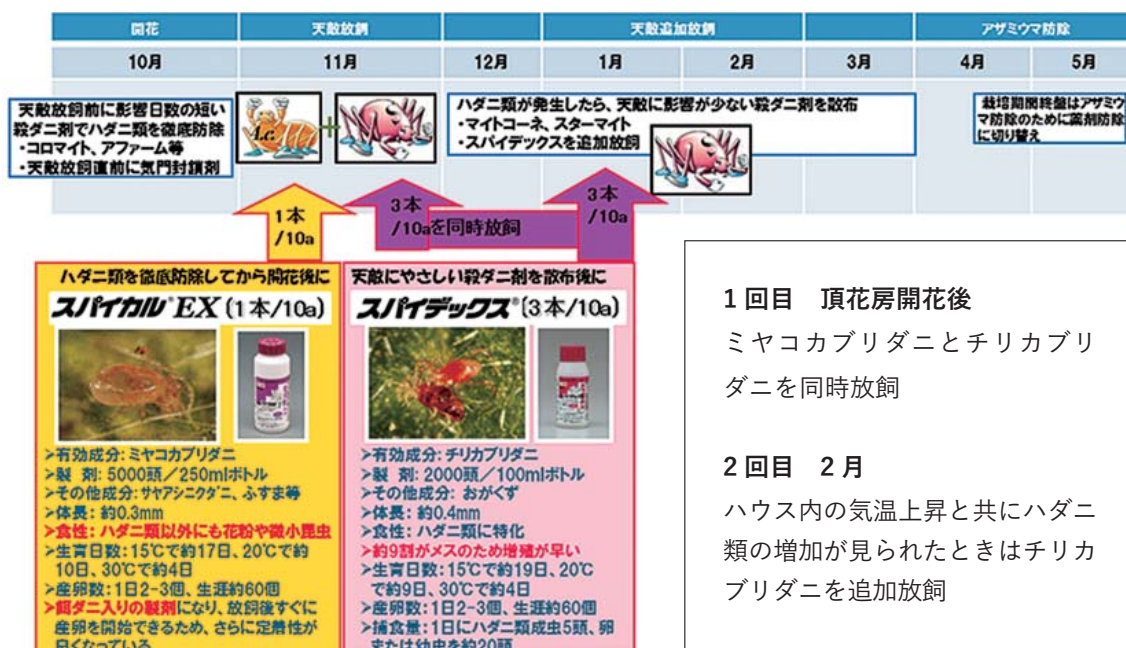 開花
天敵放飼
天敵追加放飼
アザミウマ防除
10月
11月
12月
1月
2月
3月
4月
5月
天敵放飼前に影響日数の短い
殺ダニ剤でハダニ類を徹底防除
・コロマイト、アファーム等
・天敵放飼直前に気門封鎖剤
ハダニ類が発生したら、天敵に影響が少ない殺ダニ剤を散布
・マイトコーネ、スターマイト
・スパイデックスを追加放飼
栽培期間終盤はアザミウ
マ防除のために薬剤防除
に切り替え
1本
/10a
3本
/10aを同時放飼
3本
/10a
ハダニ類を徹底防除してから開花後に
スパイカル®EX(1本/10a)
>有効成分:ミヤコカブリダニ
>製 剤:5000頭/250mlボトル
>その他成分:サヤアシニクダニ、ふすま等
>体長:約0.3mm
>食性:ハダニ類以外にも花粉や微小昆虫
>生育日数:15℃で約17日、20℃で約
10日、30℃で約4日
>産卵数:1日2-3個、生涯約60個
>餌ダニ入りの製剤になり、放飼後すぐに
産卵を開始できるため、さらに定着性が
良くなっている
天敵にやさしい殺ダニ剤を散布後に
スパイデックス®(3本/10a)
>有効成分:チリカブリダニ
>製 剤:2000頭/100mlボトル
>その他成分:おがくず
>体長:約0.4mm
>食性:ハダニ類に特化
>約9割がメスのため増殖が早い
>生育日数:15℃で約19日、20℃
で約9日、30℃で約4日
>産卵数:1日2-3個、生涯約60個
>捕食量:1日にハダニ類成虫5頭、卵
または幼虫を約20頭
1回目 頂花房開花後
ミヤコカブリダニとチリカブリ
ダニを同時放飼
2回目 2月
ハウス内の気温上昇と共にハダニ
類の増加が見られたときはチリカ
ブリダニを追加放飼